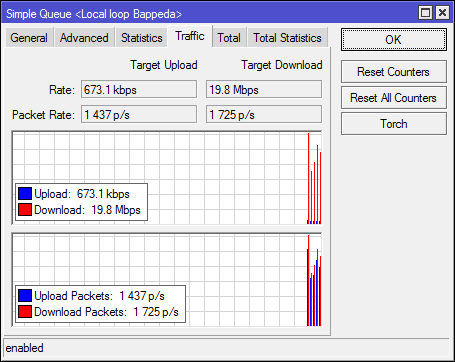 Simple Queue <Local loop Bappeda>
General Advanced Statistics Traffic Total Total Statistics
OK
Reset Counters
Reset All Counters
Torch
Target Upload Target Download
Rate: 673.1 kbps 19.8 Mbps
Packet Rate: 1 437 p/s 1 725 p/s
Upload: 673.1 kbps
Download: 19.8 Mbps
Upload Packets: 1 437 p/s
Download Packets: 1 725 p/s
enabled